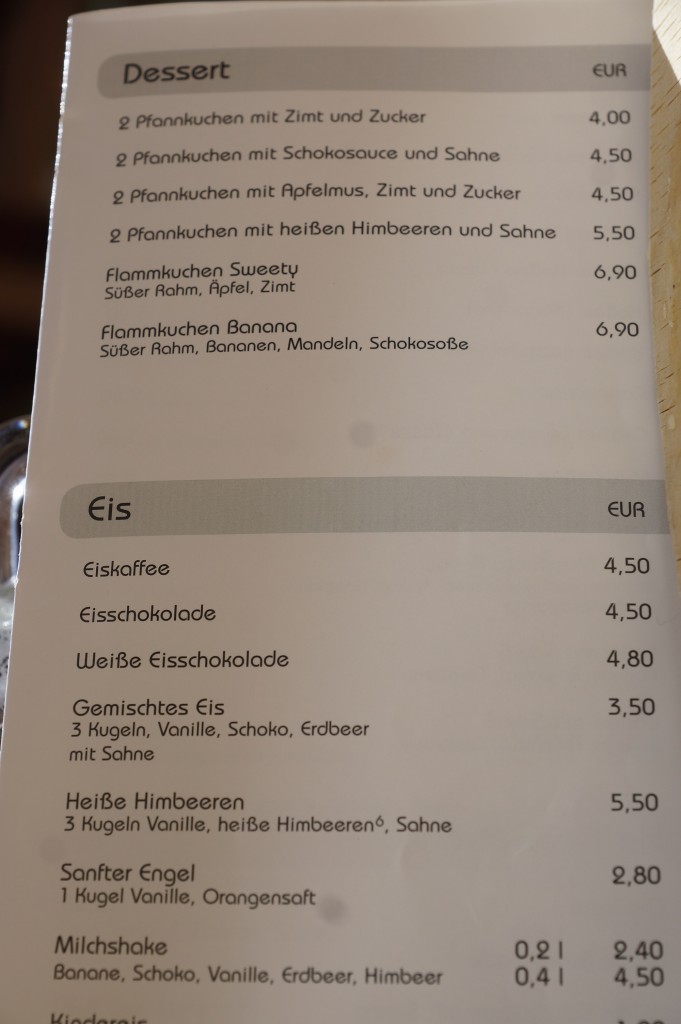 Dessert EUR
2 Pfannkuchen mit Zimt und Zucker 4,00
2 Pfannkuchen mit Schokosauce und Sahne 4,50
2 Pfannkuchen mit Apfelmus, Zimt und Zucker 4,50
2 Pfannkuchen mit heißen Himbeeren und Sahne 5,50
Flammkuchen Sweety 6,90
Süßer Rahm, Äpfel, Zimt
Flammkuchen Banana 6,90
Süßer Rahm, Bananen, Mandeln, Schokosoße
Eis EUR
Eiskaffee 4,50
Eisschokolade 4,50
Weiße Eisschokolade 4,80
Gemischtes Eis 3,50
3 Kugeln, Vanille, Schoko, Erdbeer
mit Sahne
Heiße Himbeeren 5,50
3 Kugeln Vanille, heiße Himbeeren⁶, Sahne
Sanfter Engel 2,80
1 Kugel Vanille, Orangensaft
Milchshake 0,2 l 2,40
Banane, Schoko, Vanille, Erdbeer, Himbeer 0,4 l 4,50
Kindereis